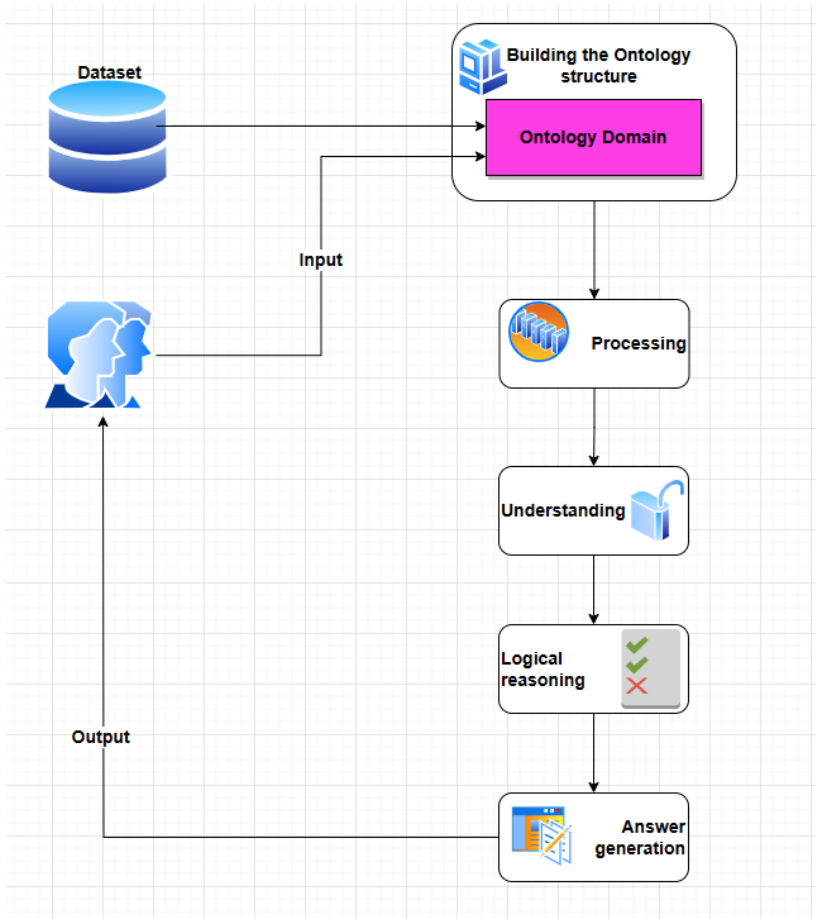 Dataset
Building the Ontology
structure
Ontology Domain
Input
Processing
Understanding
Logical
reasoning
Output
Answer
generation